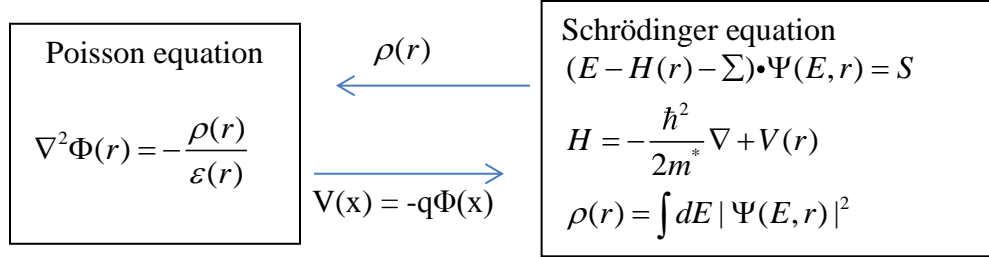 Poisson equation
∇²Φ(r) = −ρ(r)/ε(r)
ρ(r)
V(x) = -qΦ(x)
Schrödinger equation
(E − H(r) − ∑)•Ψ(E, r) = S
H = −ℏ²/2m* ∇ + V(r)
ρ(r) = ∫ dE | Ψ(E, r) |²